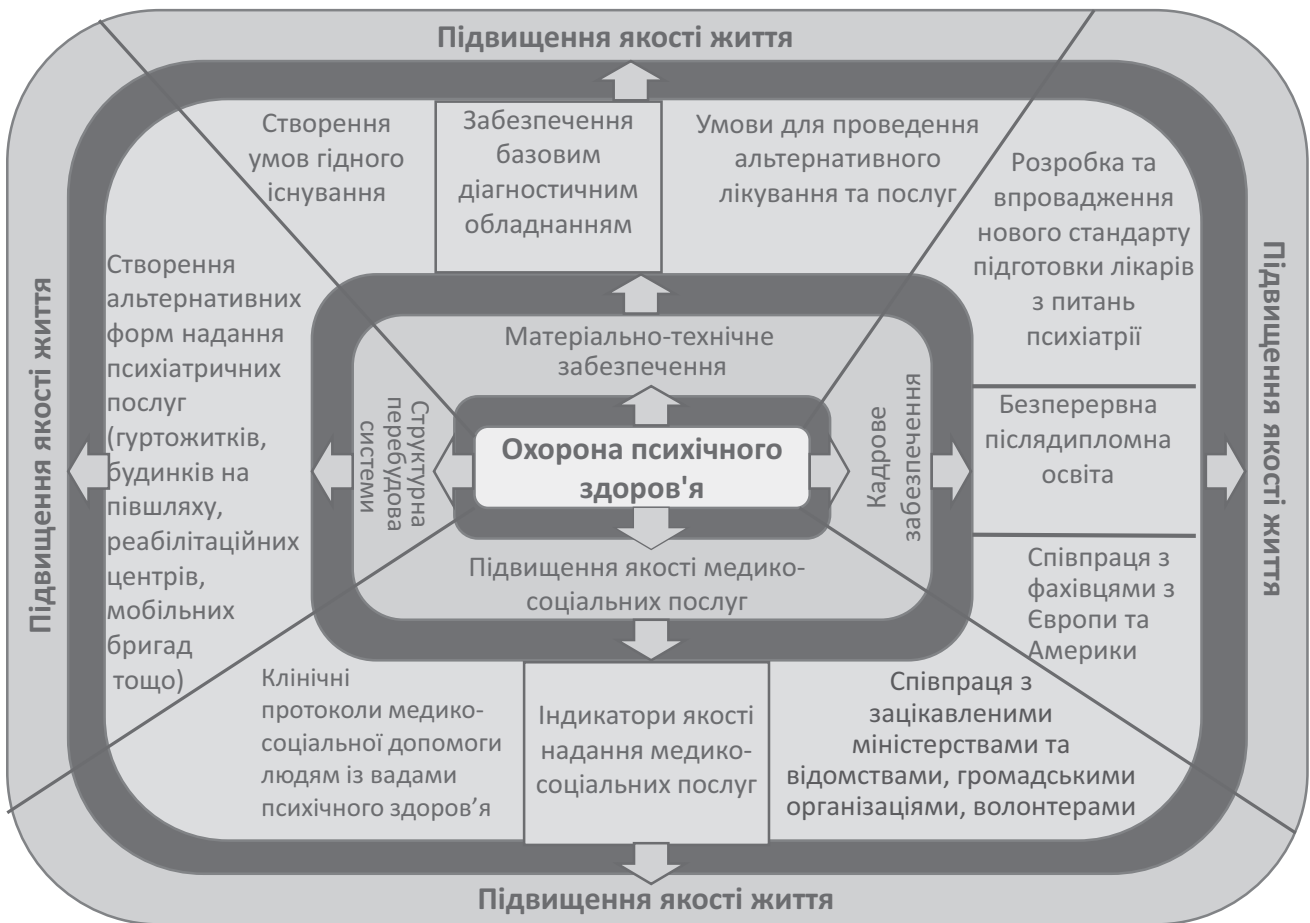 Підвищення якості життя
Створення
умов гідного
існування
Забезпечення
базовим
діагностичним
обладнанням
Умови для проведення
альтернативного
лікування та послуг
Розробка та
впровадження
нового стандарту
підготовки лікарів
з питань
психіатрії
Підвищення якості життя
Створення
альтернативних
форм надання
психіатричних
послуг
(гуртожитків,
будинків на
півшляху,
реабілітаційних
центрів,
мобільних
бригад
тощо)
Матеріально-технічне
забезпечення
Структурна
перебудова
системи
Охорона психічного
здоров'я
Кадрове
забезпечення
Безперервна
післядипломна
освіта
Підвищення якості життя
Підвищення якості медико-
соціальних послуг
Співпраця з
фахівцями з
Європи та
Америки
Клінічні
протоколи медико-
соціальної допомоги
людям із вадами
психічного здоров’я
Індикатори якості
надання медико-
соціальних послуг
Співпраця з
зацікавленими
міністерствами та
відомствами, громадськими
організаціями, волонтерами
Підвищення якості життя